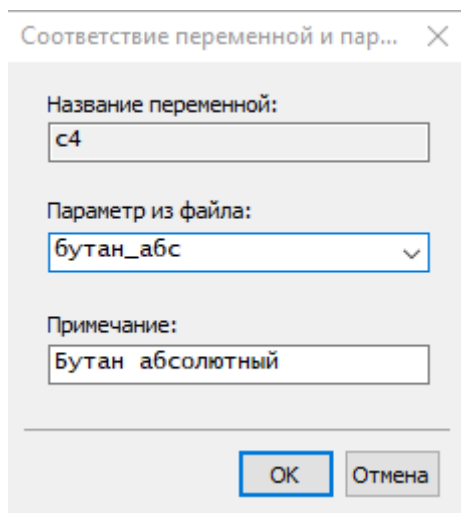 Соответствие переменной и пар...
Название переменной:
c4
Параметр из файла:
бутан_абс
Примечание:
Бутан абсолютный
OK Отмена